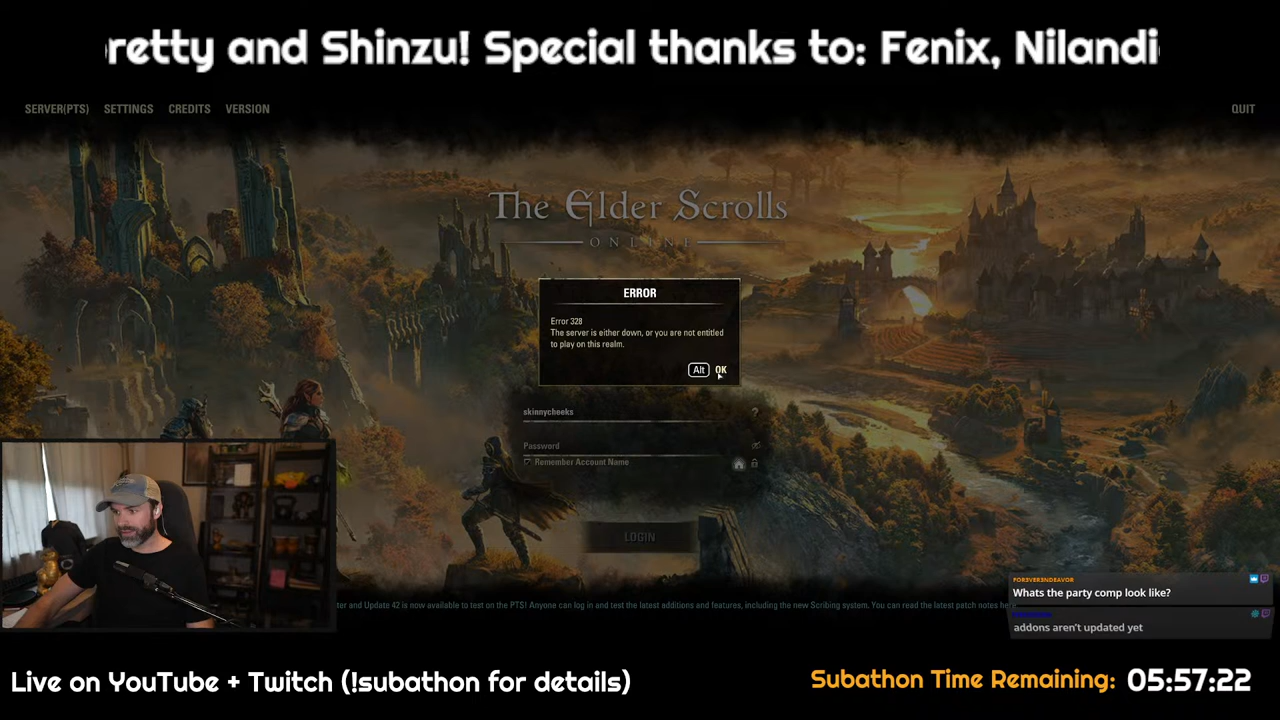 retty and Shinzu! Special thanks to: Fenix, Nilandi
SERVER(PTS) SETTINGS CREDITS VERSION QUIT
The Elder Scrolls
ONLINE
ERROR
Error 328
The server is either down, or you are not entitled
to play on this realm.
Alt OK
skinnycheeks ?
Password
Remember Account Name
LOGIN
ter and Update 42 is now available to test on the PTS! Anyone can log in and test the latest additions and features, including the new Scribing system. You can read the latest patch notes here
FOR3VER3NDEAVOR
Whats the party comp look like?
addons aren't updated yet
Live on YouTube + Twitch (!subathon for details)
Subathon Time Remaining: 05:57:22